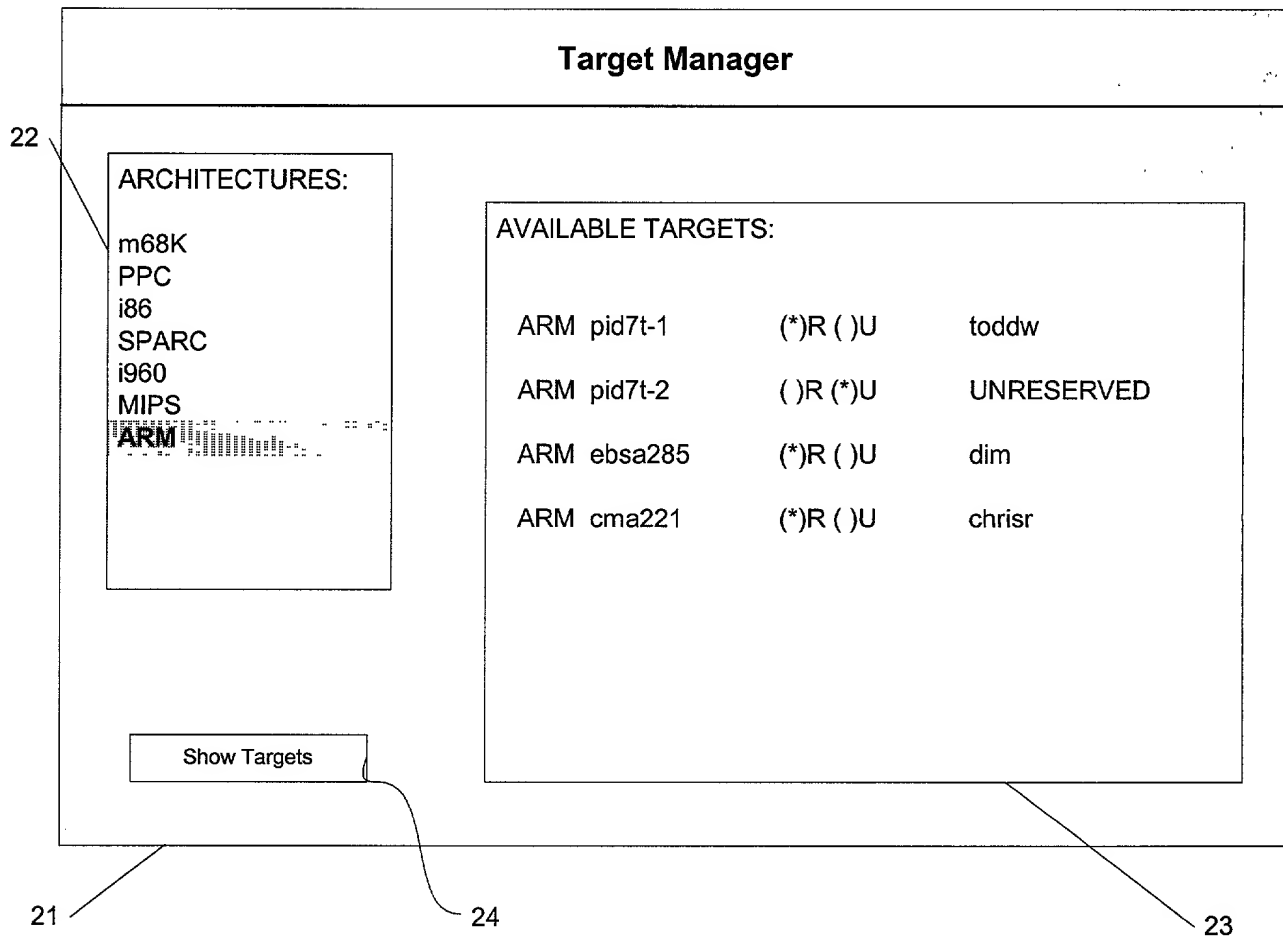 Target Manager
22
ARCHITECTURES:
m68K
PPC
i86
SPARC
i960
MIPS
ARM
AVAILABLE TARGETS:
ARM pid7t-1 (*)R ( )U toddw
ARM pid7t-2 ( )R (*)U UNRESERVED
ARM ebsa285 (*)R ( )U dim
ARM cma221 (*)R ( )U chrisr
Show Targets
21
24
23